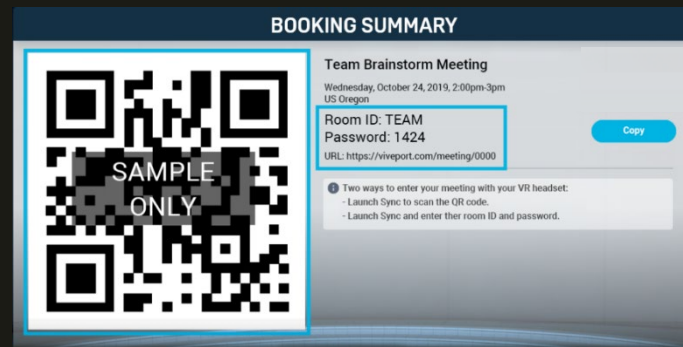 BOOKING SUMMARY
SAMPLE
ONLY
Team Brainstorm Meeting
Wednesday, October 24, 2019, 2:00pm-3pm
US Oregon
Room ID: TEAM
Password: 1424
URL: https://viveport.com/meeting/0000
Copy
Two ways to enter your meeting with your VR headset:
- Launch Sync to scan the QR code.
- Launch Sync and enter ther room ID and password.